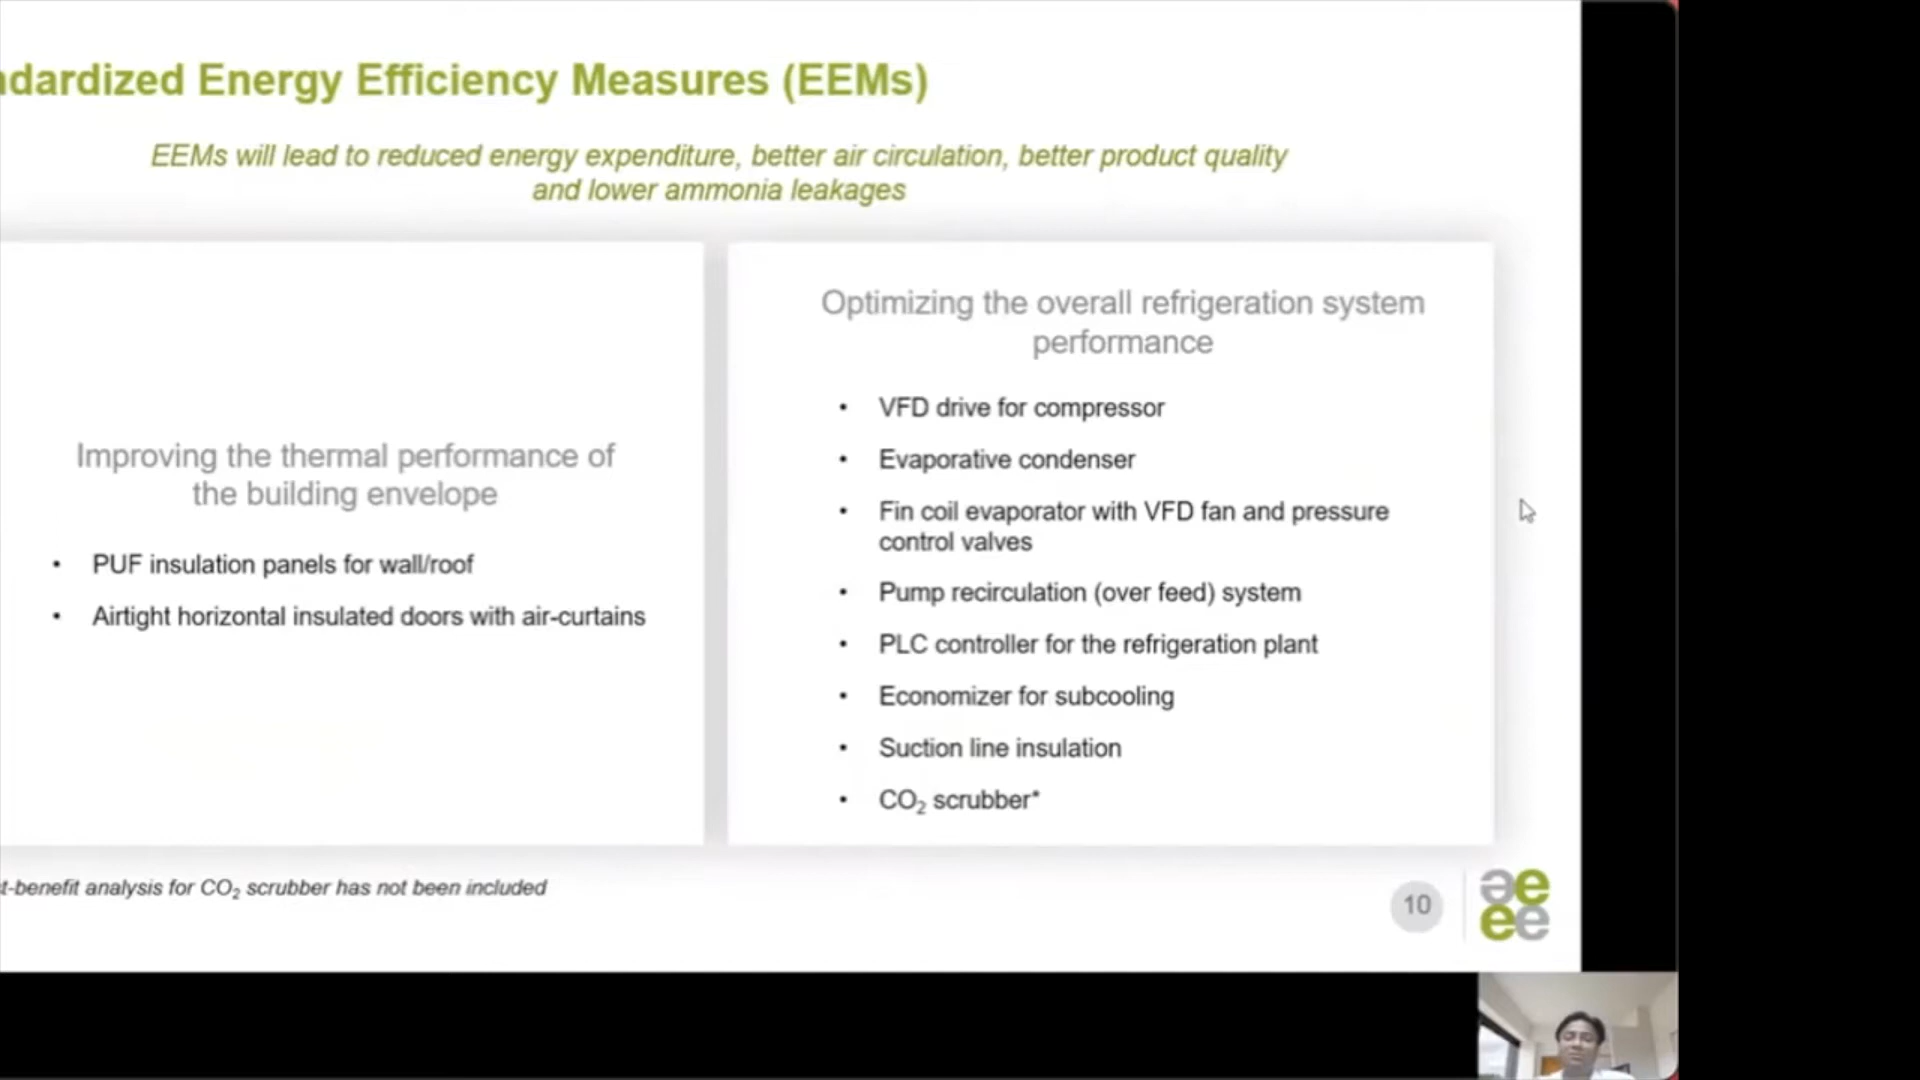 Energy Efficiency Measures (EEMs)
EEMs will lead to reduced energy expenditure, better air circulation, better product quality
and lower ammonia leakages
Improving the thermal performance of
the building envelope
• PUF insulation panels for wall/roof
• Airtight horizontal insulated doors with air-curtains
Optimizing the overall refrigeration system
performance
• VFD drive for compressor
• Evaporative condenser
• Fin coil evaporator with VFD fan and pressure
control valves
• Pump recirculation (over feed) system
• PLC controller for the refrigeration plant
• Economizer for subcooling
• Suction line insulation
• CO₂ scrubber*
t-benefit analysis for CO₂ scrubber has not been included
10
aeee